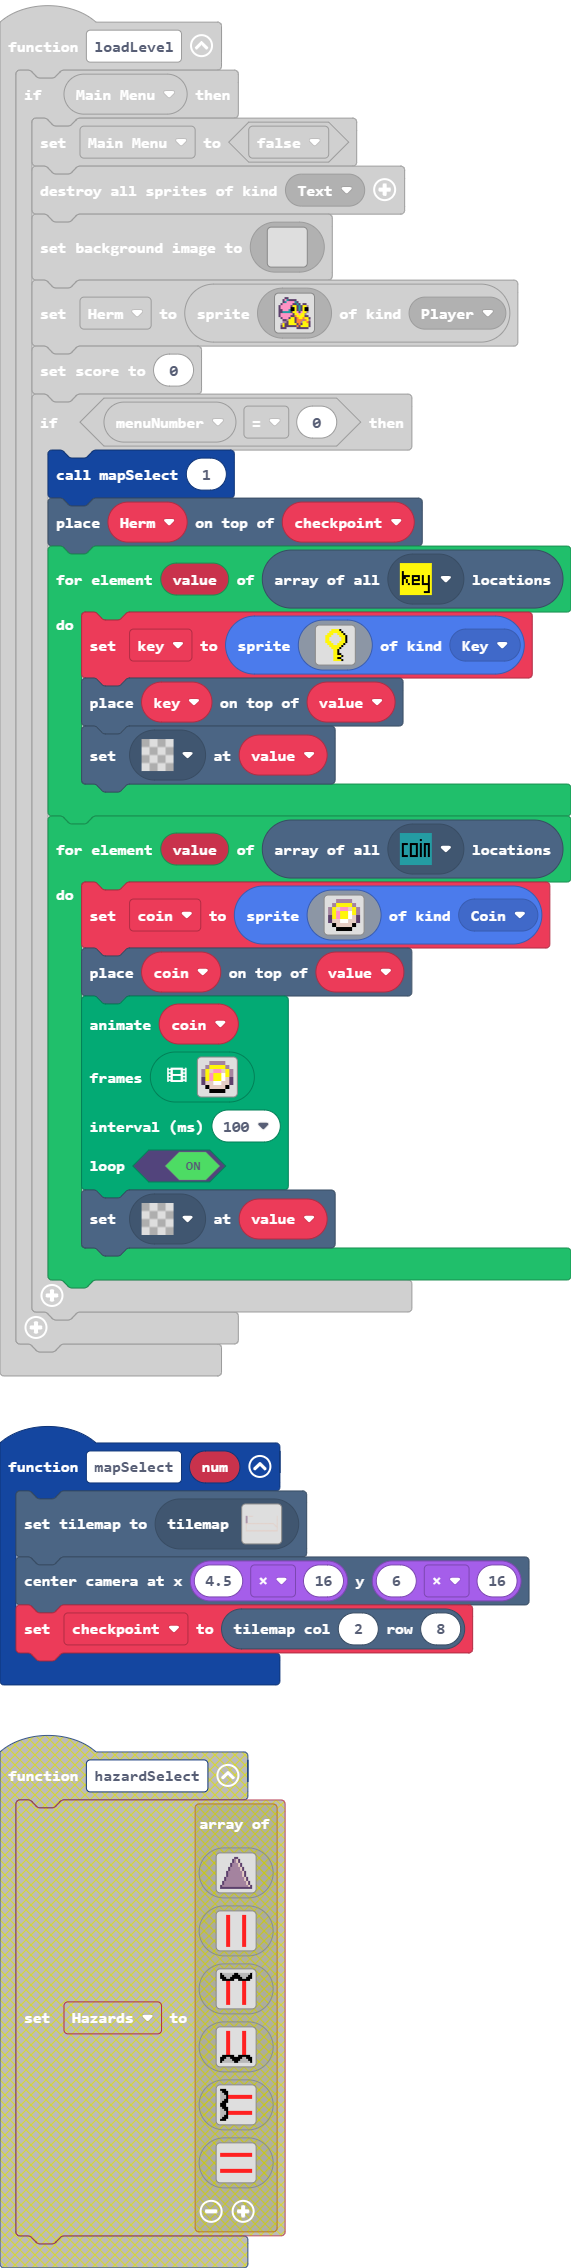 function loadLevel
if Main Menu then
set Main Menu to false
destroy all sprites of kind Text
set background image to
set Herm to sprite of kind Player
set score to 0
if menuNumber = 0 then
call mapSelect 1
place Herm on top of checkpoint
for element value of array of all key locations
do
set key to sprite of kind Key
place key on top of value
set at value
for element value of array of all coin locations
do
set coin to sprite of kind Coin
place coin on top of value
animate coin
frames
interval (ms) 100
loop ON
set at value
function mapSelect num
set tilemap to tilemap
center camera at x 4.5 × 16 y 6 × 16
set checkpoint to tilemap col 2 row 8
function hazardSelect
array of
set Hazards to